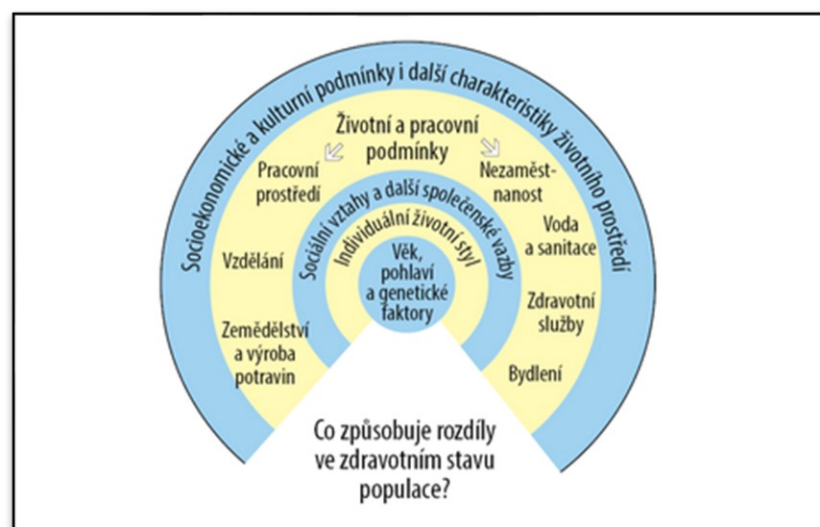 Socioekonomické a kulturní podmínky i další charakteristiky životního prostředí
Životní a pracovní
podmínky
Pracovní
prostředí
Nezaměst-
nanost
Sociální vztahy a další společenské vazby
Individuální životní styl
Voda
a sanitace
Vzdělání
Věk,
pohlaví
a genetické
faktory
Zdravotní
služby
Zemědělství
a výroba
potravin
Bydlení
Co způsobuje rozdíly
ve zdravotním stavu
populace?